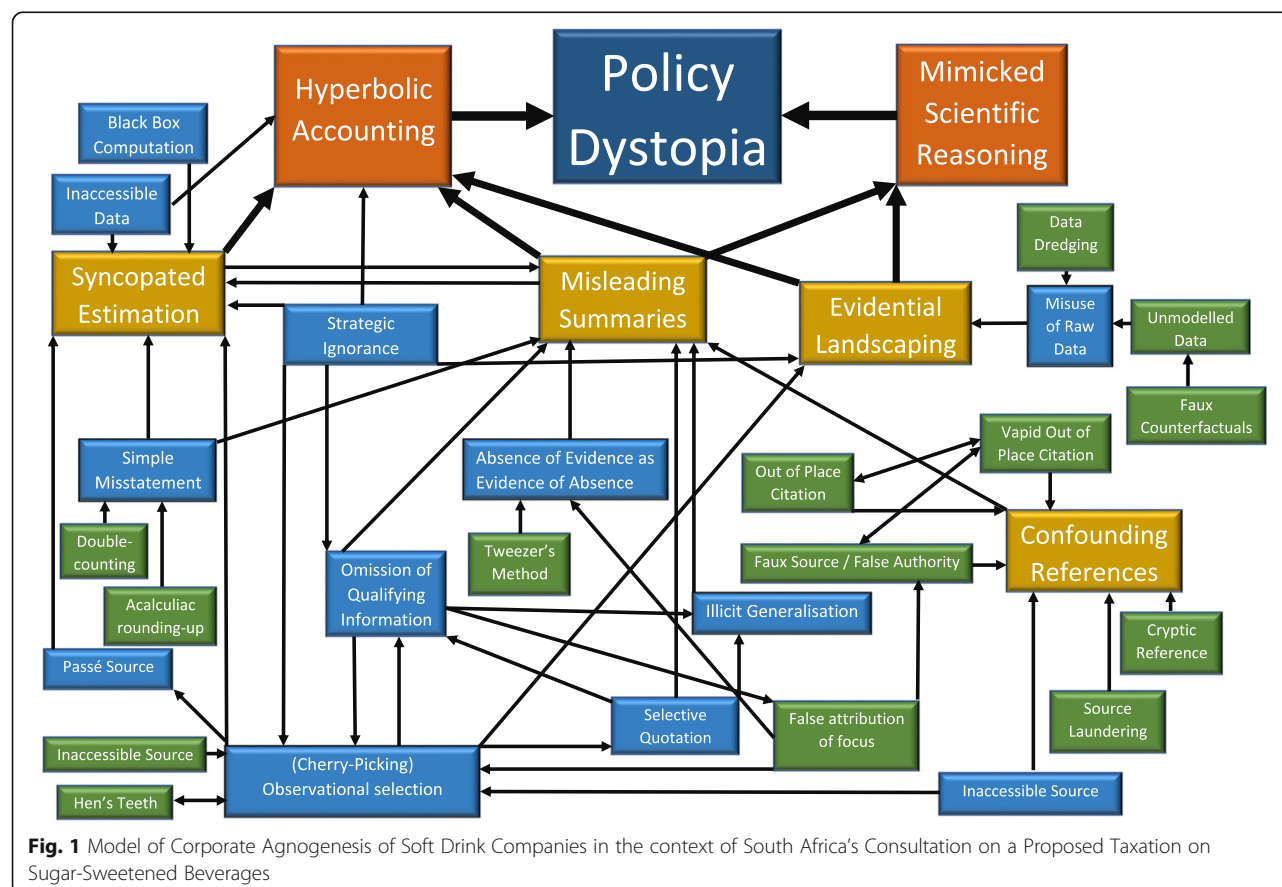 Hyperbolic
Accounting
Policy
Dystopia
Mimicked
Scientific
Reasoning
Black Box
Computation
Inaccessible
Data
Data
Dredging
Syncopated
Estimation
Misleading
Summaries
Evidential
Landscaping
Misuse
of Raw
Data
Unmodelled
Data
Strategic
Ignorance
Faux
Counterfactuals
Simple
Misstatement
Absence of Evidence as
Evidence of Absence
Vapid Out of
Place Citation
Out of Place
Citation
Double-
counting
Tweezer's
Method
Confounding
References
Omission of
Qualifying
Information
Faux Source / False Authority
Acalculiac
rounding-up
Illicit Generalisation
Cryptic
Reference
Passé Source
Selective
Quotation
False attribution
of focus
Source
Laundering
Inaccessible Source
(Cherry-Picking)
Observational selection
Inaccessible Source
Hen's Teeth
Fig. 1 Model of Corporate Agnogenesis of Soft Drink Companies in the context of South Africa's Consultation on a Proposed Taxation on
Sugar-Sweetened Beverages